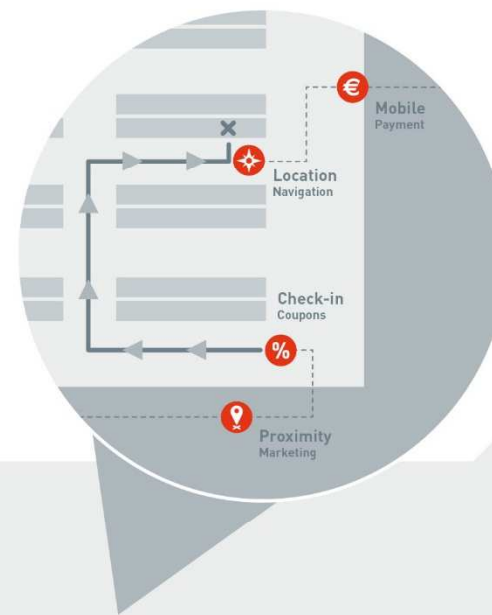 €
Mobile
Payment
Location
Navigation
Check-in
Coupons
%
Proximity
Marketing